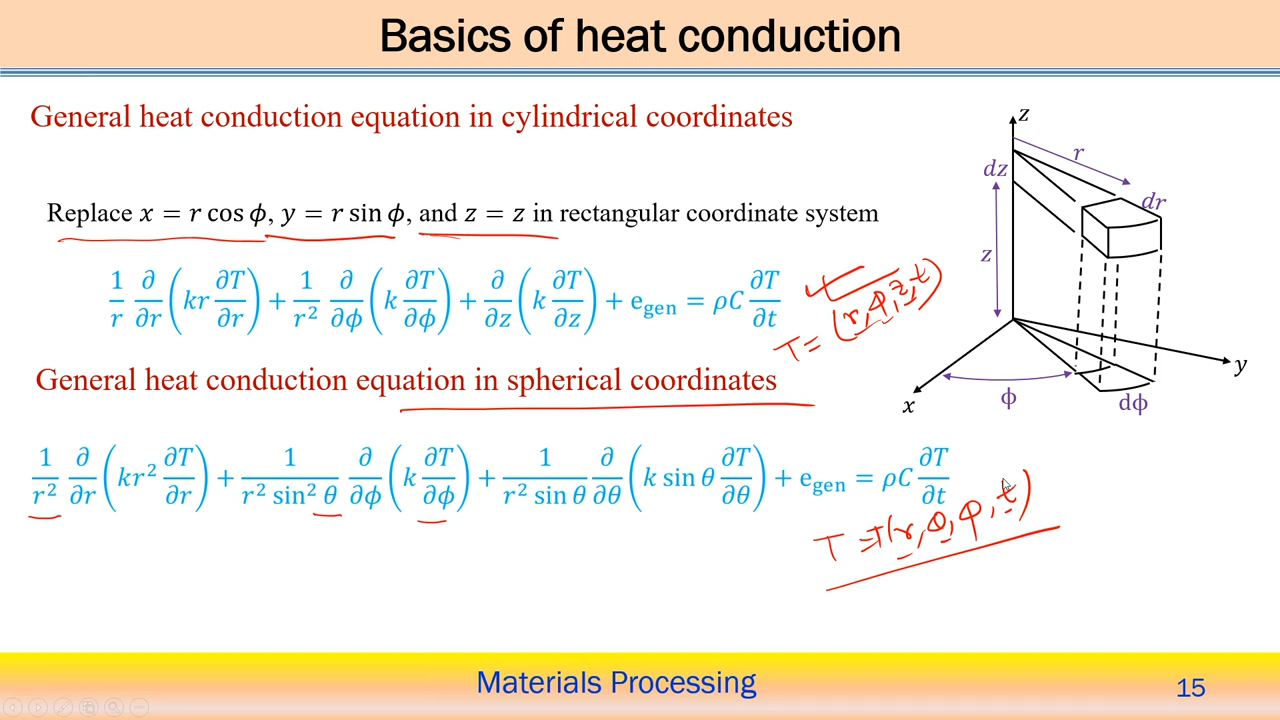 Basics of heat conduction
General heat conduction equation in cylindrical coordinates
Replace x = r cos ϕ, y = r sin ϕ, and z = z in rectangular coordinate system
1/r ∂/∂r (kr ∂T/∂r) + 1/r² ∂/∂ϕ (k ∂T/∂ϕ) + ∂/∂z (k ∂T/∂z) + e_gen = ρC ∂T/∂t
T = (r, φ, z, t)
General heat conduction equation in spherical coordinates
1/r² ∂/∂r (kr² ∂T/∂r) + 1/(r² sin² θ) ∂/∂ϕ (k ∂T/∂ϕ) + 1/(r² sin θ) ∂/∂θ (k sin θ ∂T/∂θ) + e_gen = ρC ∂T/∂t
T = T(r, θ, φ, t)
z
r
dz
dr
z
y
x
ϕ
dϕ
Materials Processing
15